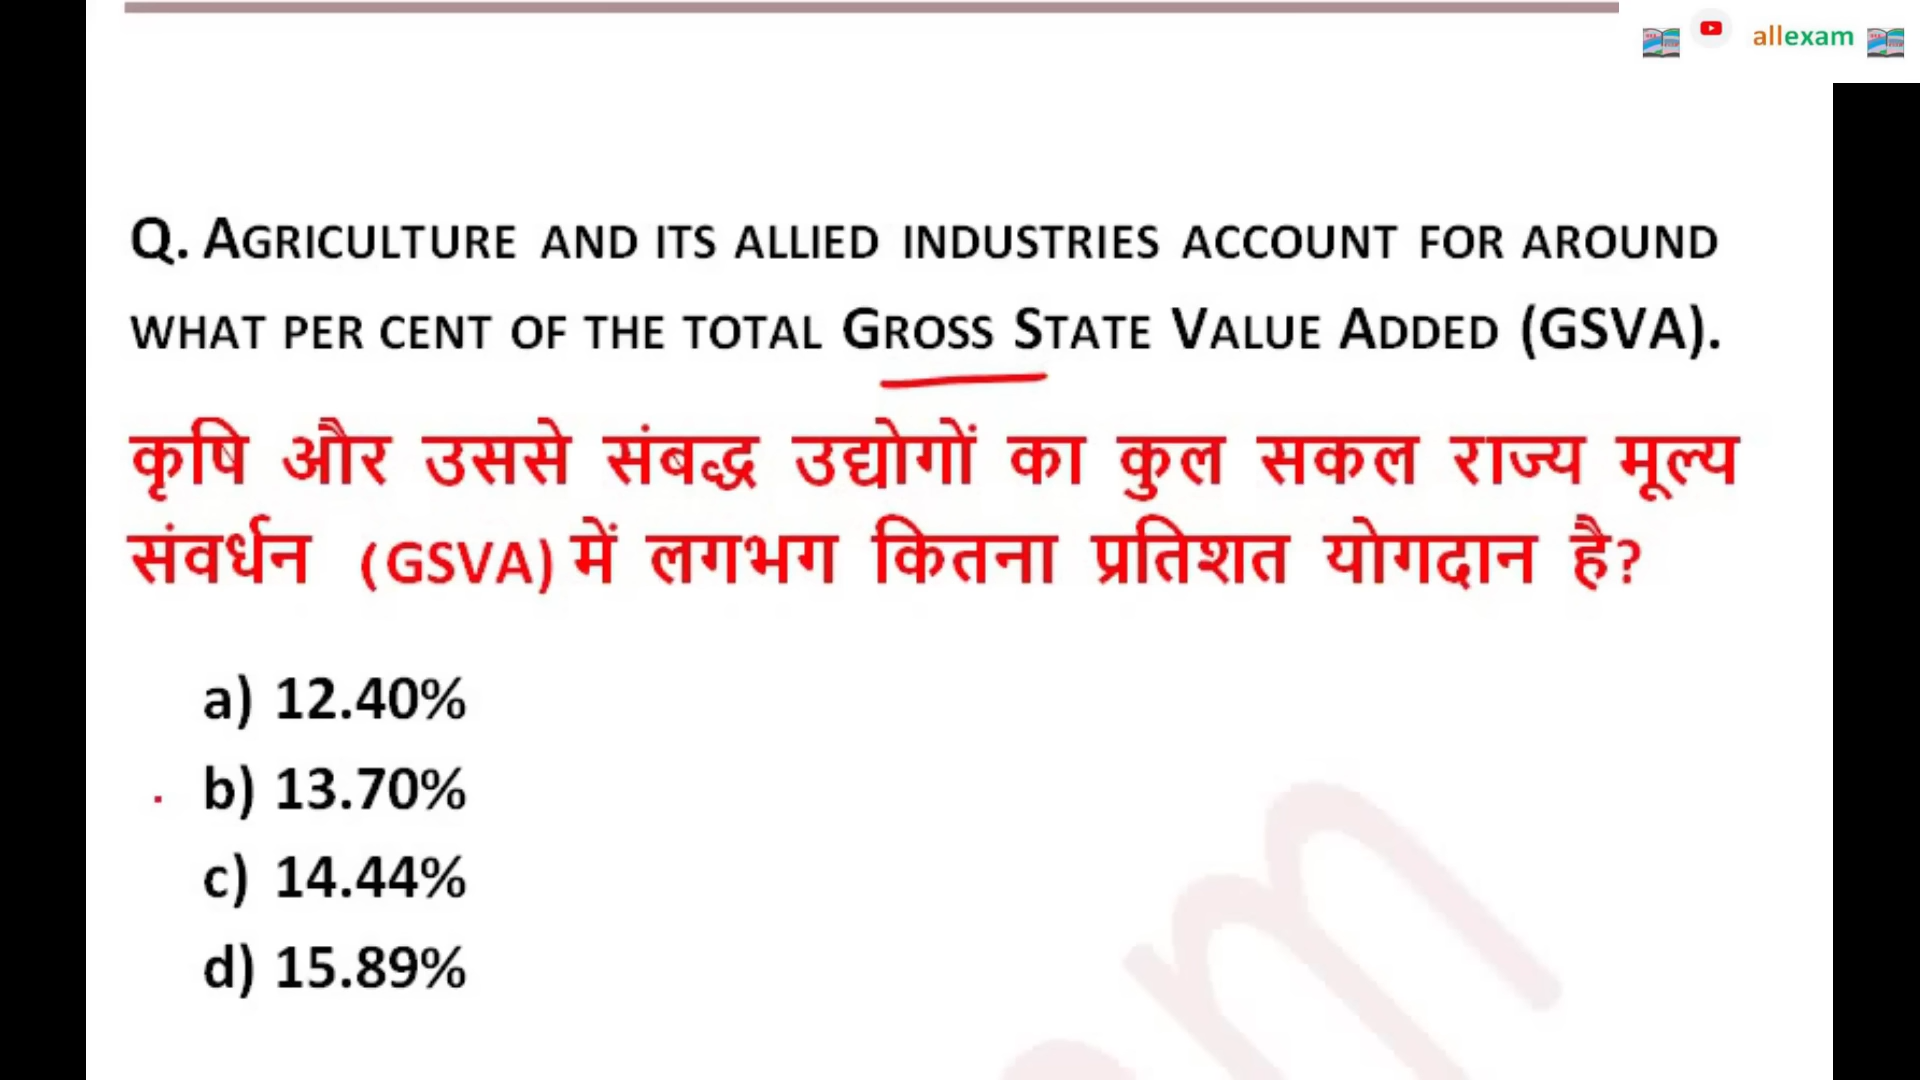 allexam
Q. AGRICULTURE AND ITS ALLIED INDUSTRIES ACCOUNT FOR AROUND
WHAT PER CENT OF THE TOTAL GROSS STATE VALUE ADDED (GSVA).
कृषि और उससे संबद्ध उद्योगों का कुल सकल राज्य मूल्य
संवर्धन (GSVA) में लगभग कितना प्रतिशत योगदान है?
a) 12.40%
b) 13.70%
c) 14.44%
d) 15.89%